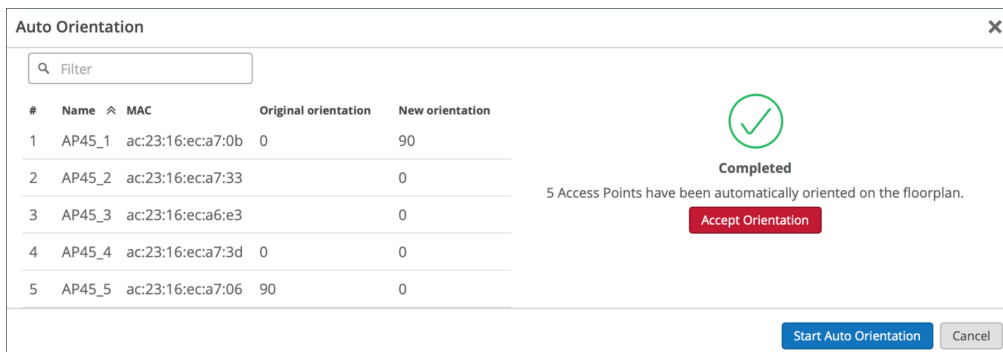 Auto Orientation
Filter
# Name MAC Original orientation New orientation
1 AP45_1 ac:23:16:ec:a7:0b 0 90
2 AP45_2 ac:23:16:ec:a7:33 0
3 AP45_3 ac:23:16:ec:a6:e3 0
4 AP45_4 ac:23:16:ec:a7:3d 0 0
5 AP45_5 ac:23:16:ec:a7:06 90 0
Completed
5 Access Points have been automatically oriented on the floorplan.
Accept Orientation
Start Auto Orientation Cancel